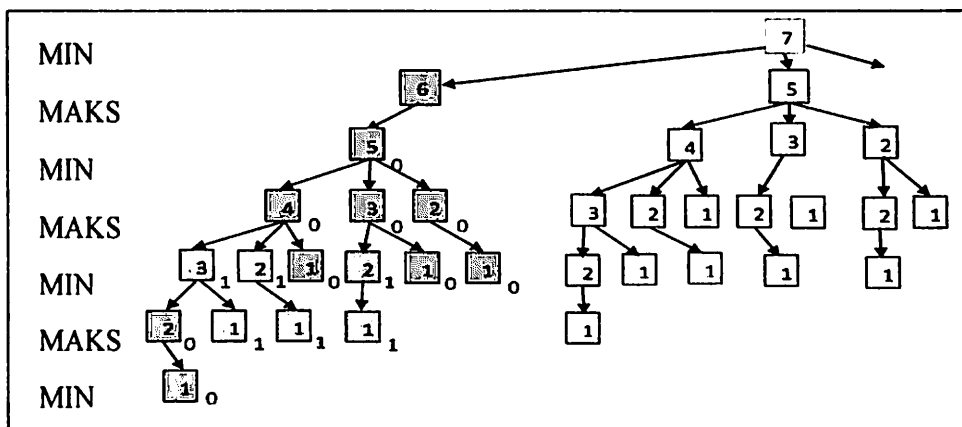 MIN 7
6 5
MAKS
5 0 4 3 2
MIN
4 0 3 0 2 0 3 2 1 2 1 2 1
MAKS
3 1 2 1 1 0 2 1 1 0 1 0 2 1 1 1 1
MIN
2 0 1 1 1 1 1 1 1
MAKS
1 0
MIN